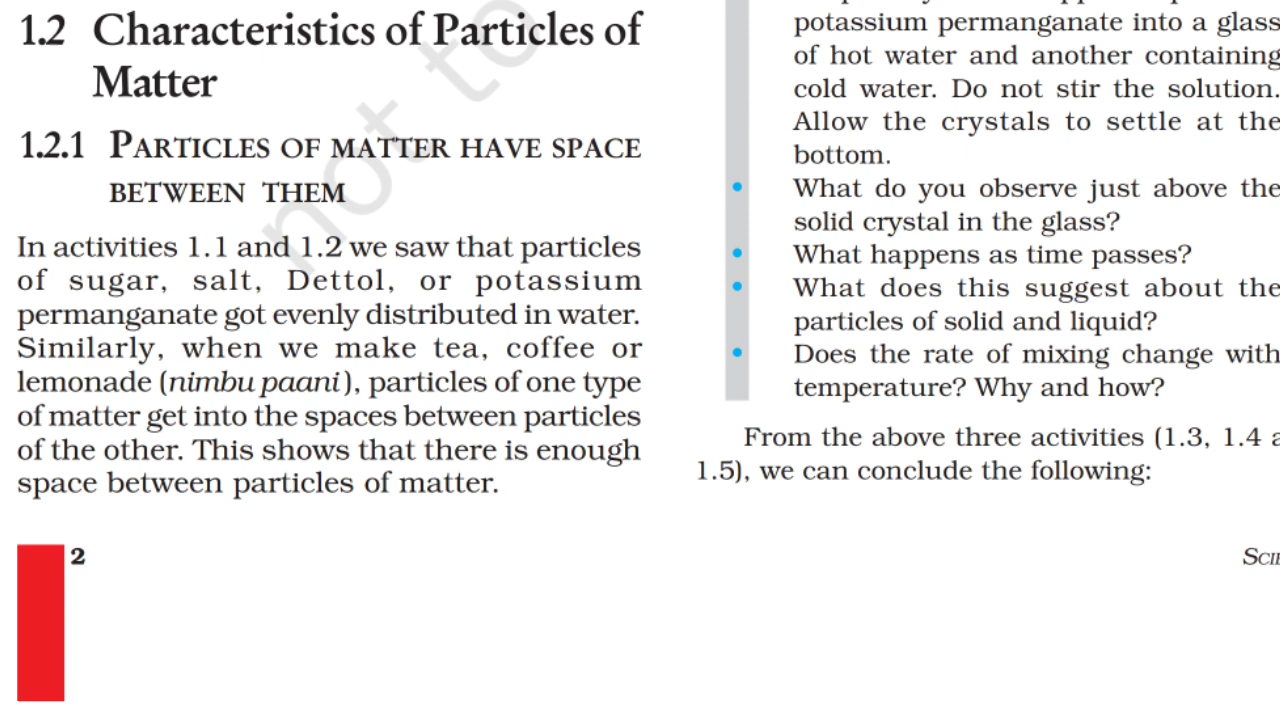 1.2 Characteristics of Particles of
Matter
1.2.1 PARTICLES OF MATTER HAVE SPACE
BETWEEN THEM
In activities 1.1 and 1.2 we saw that particles
of sugar, salt, Dettol, or potassium
permanganate got evenly distributed in water.
Similarly, when we make tea, coffee or
lemonade (nimbu paani), particles of one type
of matter get into the spaces between particles
of the other. This shows that there is enough
space between particles of matter.
2
not to
potassium permanganate into a glass
of hot water and another containing
cold water. Do not stir the solution.
Allow the crystals to settle at the
bottom.
• What do you observe just above the
solid crystal in the glass?
• What happens as time passes?
• What does this suggest about the
particles of solid and liquid?
• Does the rate of mixing change with
temperature? Why and how?
From the above three activities (1.3, 1.4
1.5), we can conclude the following: